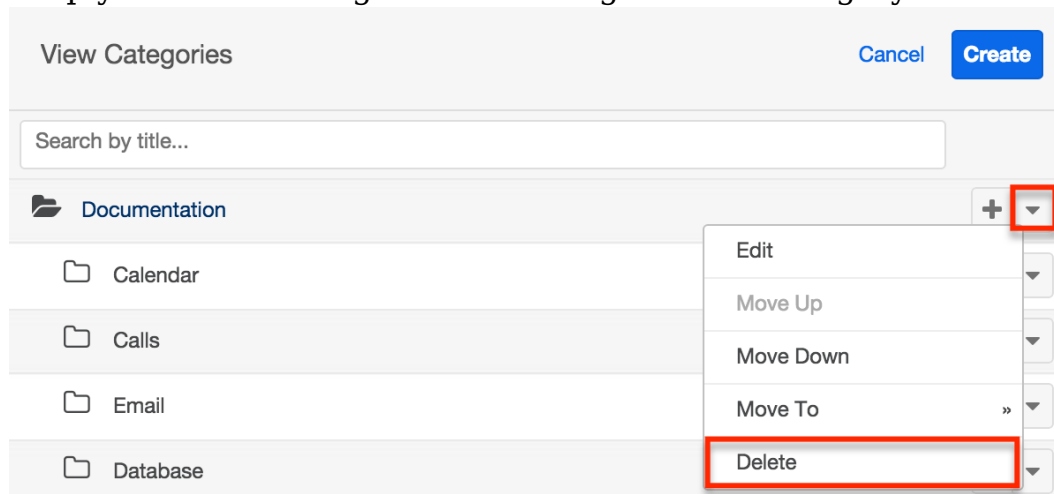 View Categories
Cancel
Create
Search by title...
Documentation
Edit
Calendar
Move Up
Calls
Move Down
Email
Move To »
Database
Delete